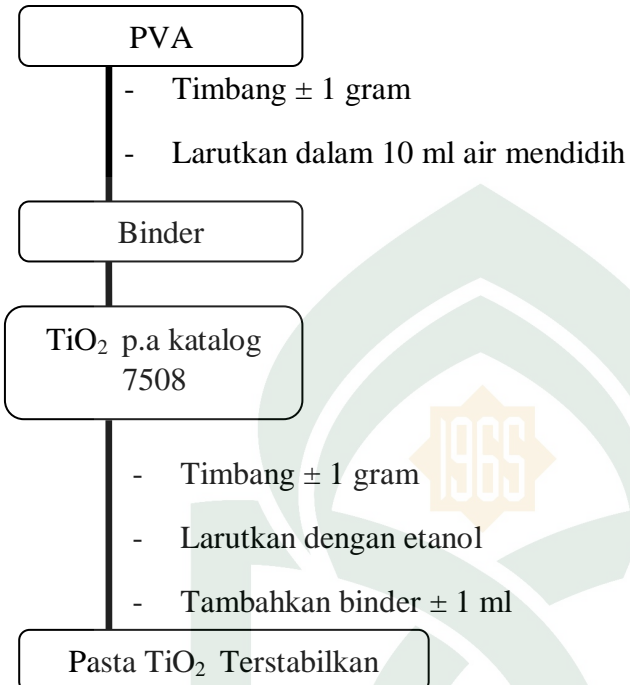 PVA
- Timbang ± 1 gram
- Larutkan dalam 10 ml air mendidih
Binder
TiO₂ p.a katalog
7508
1965
- Timbang ± 1 gram
- Larutkan dengan etanol
- Tambahkan binder ± 1 ml
Pasta TiO₂ Terstabilkan